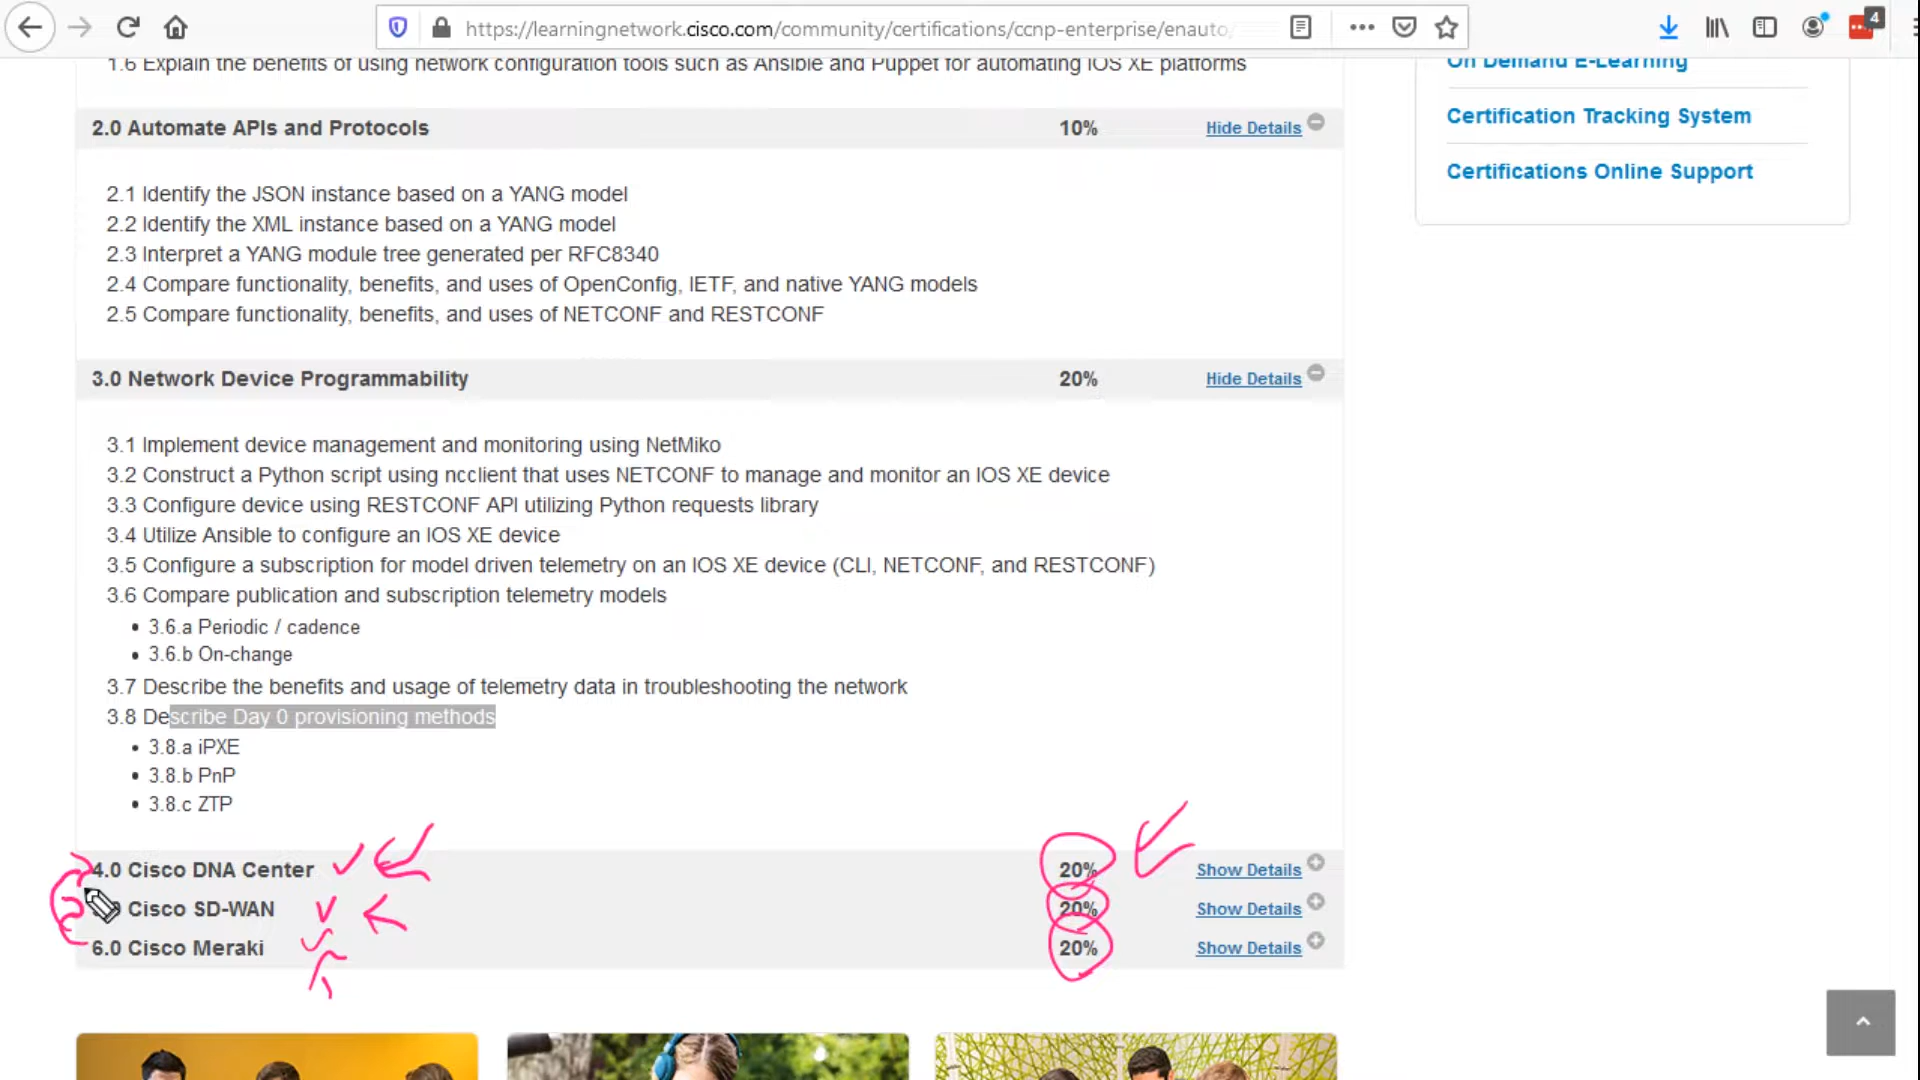 https://learningnetwork.cisco.com/community/certifications/ccnp-enterprise/enauto/
4
1.6 Explain the benefits of using network configuration tools such as Ansible and Puppet for automating IOS XE platforms
On Demand E-Learning
Certification Tracking System
Certifications Online Support
2.0 Automate APIs and Protocols 10% Hide Details
2.1 Identify the JSON instance based on a YANG model
2.2 Identify the XML instance based on a YANG model
2.3 Interpret a YANG module tree generated per RFC8340
2.4 Compare functionality, benefits, and uses of OpenConfig, IETF, and native YANG models
2.5 Compare functionality, benefits, and uses of NETCONF and RESTCONF
3.0 Network Device Programmability 20% Hide Details
3.1 Implement device management and monitoring using NetMiko
3.2 Construct a Python script using ncclient that uses NETCONF to manage and monitor an IOS XE device
3.3 Configure device using RESTCONF API utilizing Python requests library
3.4 Utilize Ansible to configure an IOS XE device
3.5 Configure a subscription for model driven telemetry on an IOS XE device (CLI, NETCONF, and RESTCONF)
3.6 Compare publication and subscription telemetry models
• 3.6.a Periodic / cadence
• 3.6.b On-change
3.7 Describe the benefits and usage of telemetry data in troubleshooting the network
3.8 Describe Day 0 provisioning methods
• 3.8.a iPXE
• 3.8.b PnP
• 3.8.c ZTP
4.0 Cisco DNA Center 20% Show Details
Cisco SD-WAN 20% Show Details
6.0 Cisco Meraki 20% Show Details